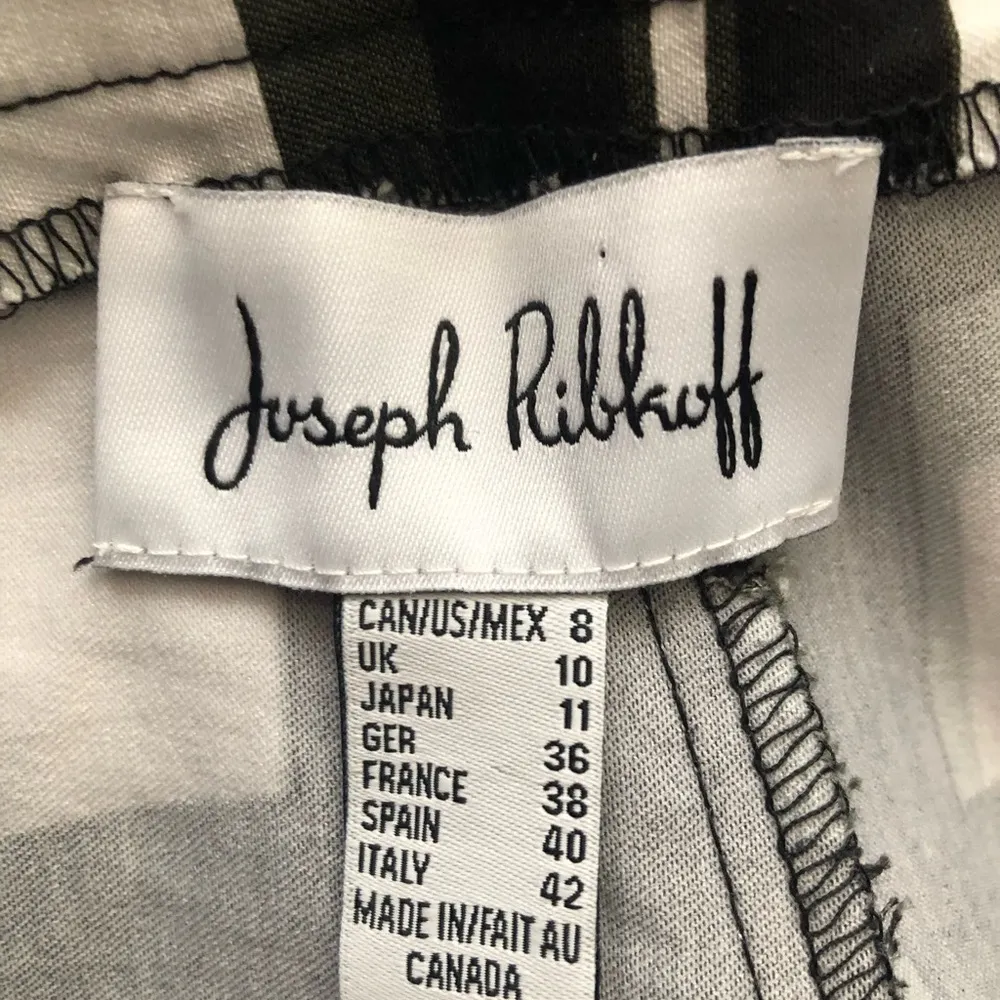 Joseph Ribkoff
CAN/US/MEX 8
UK 10
JAPAN 11
GER 36
FRANCE 38
SPAIN 40
ITALY 42
MADE IN/FAIT AU
CANADA